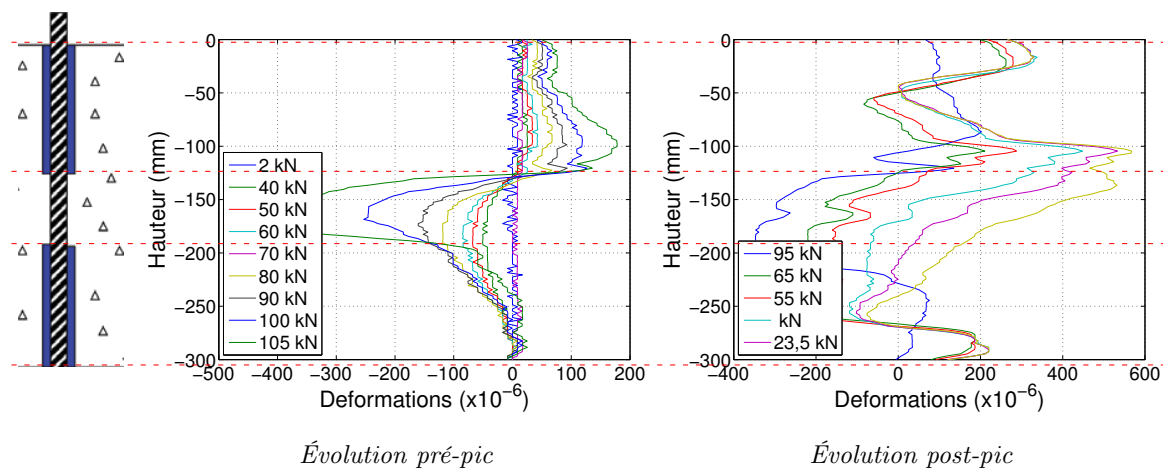 0
−50
−100
−150
−200
−250
−300
Hauteur (mm)
2 kN
40 kN
50 kN
60 kN
70 kN
80 kN
90 kN
100 kN
105 kN
−500 −400 −300 −200 −100 0 100 200
Deformations (x10⁻⁶)
Évolution pré-pic
0
−50
−100
−150
−200
−250
−300
Hauteur (mm)
95 kN
65 kN
55 kN
kN
23,5 kN
−400 −200 0 200 400 600
Deformations (x10⁻⁶)
Évolution post-pic